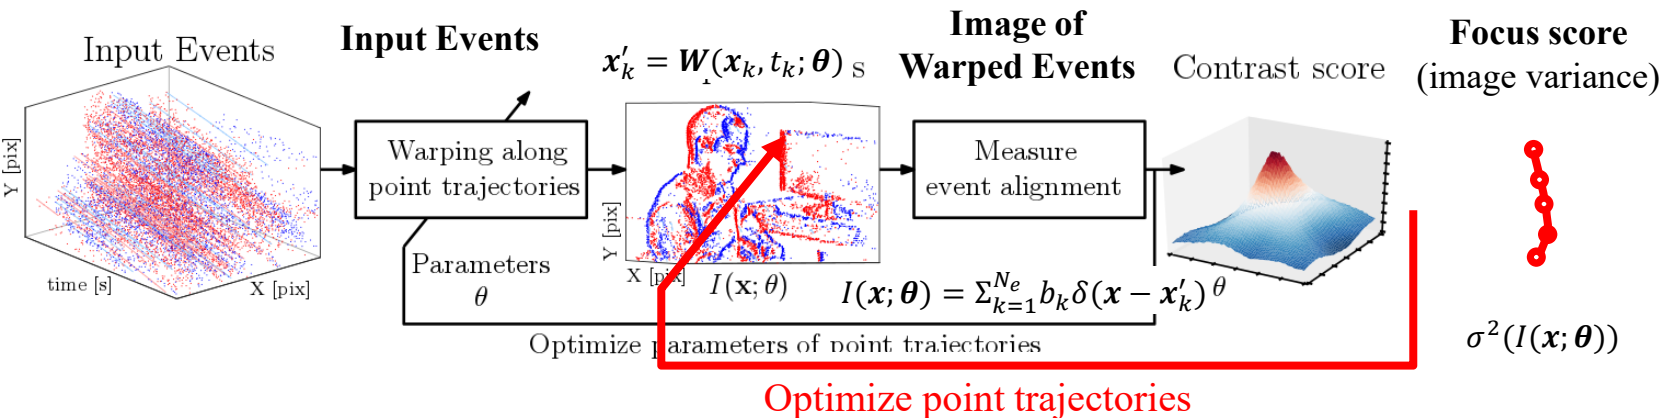 Input Events
Input Events
x′ₖ = W(xₖ, tₖ; θ) s
Image of
Warped Events
Contrast score
Focus score
(image variance)
Y [pix]
time [s]
X [pix]
Warping along
point trajectories
Parameters
θ
Y [pix]
X [pix]
I(x; θ)
Measure
event alignment
I(x; θ) = Σₖ₌₁^{Nₑ} bₖδ(x − x′ₖ) θ
σ²(I(x; θ))
Optimize parameters of point trajectories
Optimize point trajectories